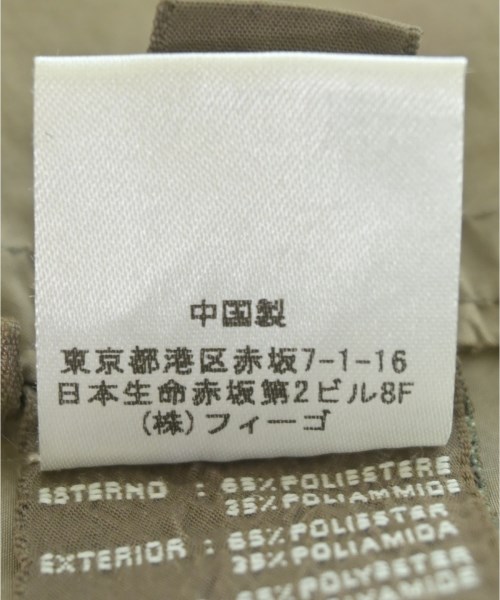 中国製
東京都港区赤坂7-1-16
日本生命赤坂第2ビル8F
(株)フィーゴ
ESTERNO : 65% POLIESTERE
35% POLIAMMIDE
EXTERIOR : 65% POLIESTER
35% POLIAMIDA
65% POLYESTER